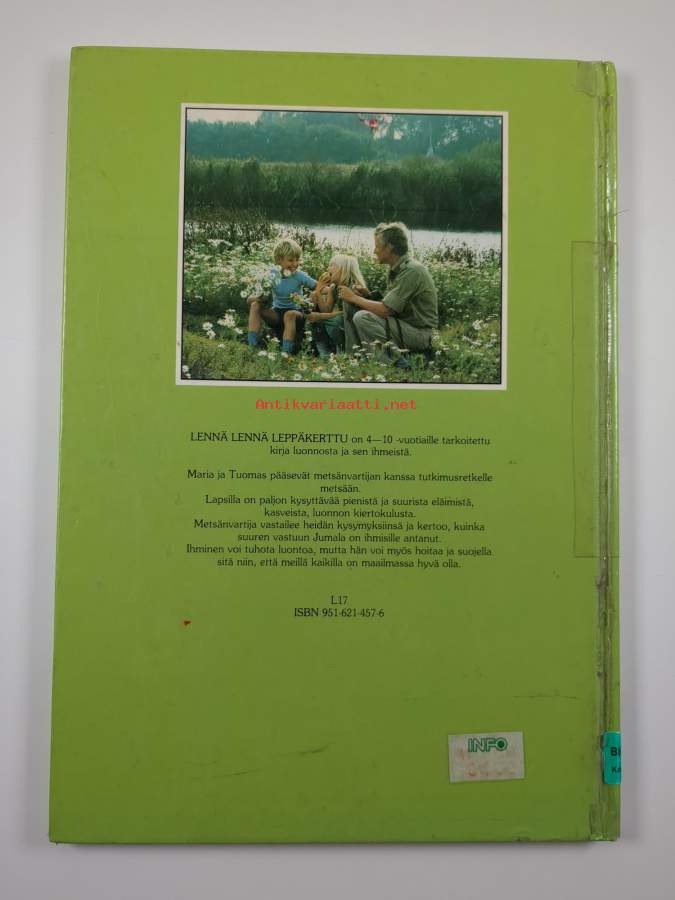 Antikvariaatti.net
LENNÄ LENNÄ LEPPÄKERTTU on 4—10 -vuotiaille tarkoitettu
kirja luonnosta ja sen ihmeistä.
Maria ja Tuomas pääsevät metsänvartijan kanssa tutkimusretkelle
metsään.
Lapsilla on paljon kysyttävää pienistä ja suurista eläimistä,
kasveista, luonnon kiertokulusta.
Metsänvartija vastailee heidän kysymyksiinsä ja kertoo, kuinka
suuren vastuun Jumala on ihmisille antanut.
Ihminen voi tuhota luontoa, mutta hän voi myös hoitaa ja suojella
sitä niin, että meillä kaikilla on maailmassa hyvä olla.
L17
ISBN 951-621-457-6
INFO